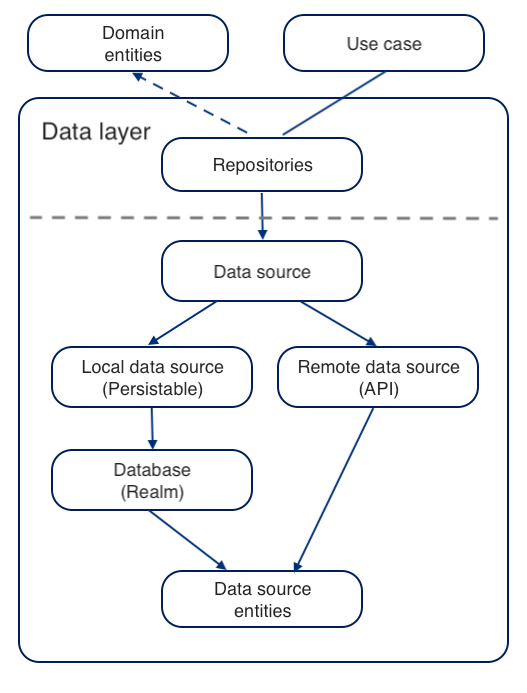 Domain
entities
Use case
Data layer
Repositories
Data source
Local data source
(Persistable)
Remote data source
(API)
Database
(Realm)
Data source
entities